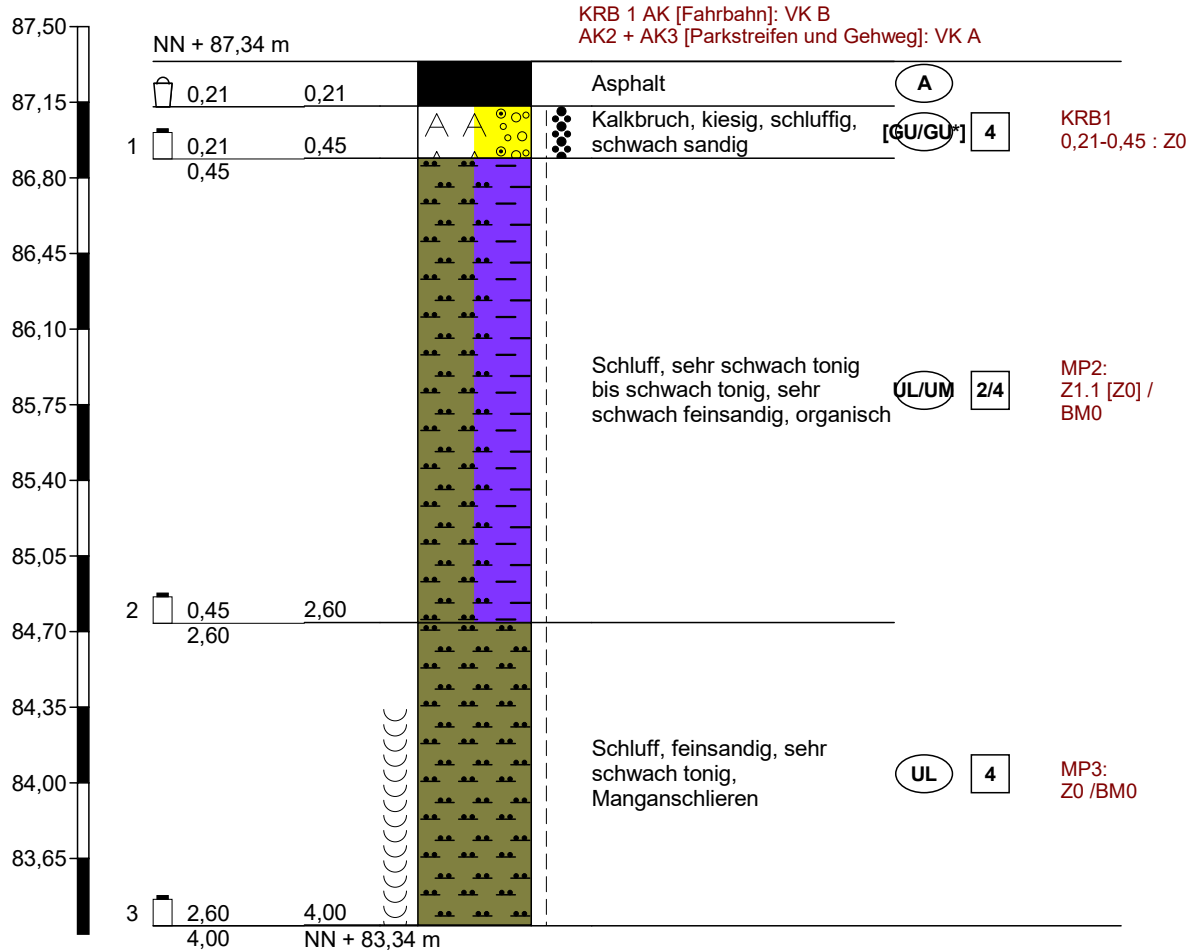 KRB 1 AK [Fahrbahn]: VK B
AK2 + AK3 [Parkstreifen und Gehweg]: VK A
87,50
NN + 87,34 m
0,21 0,21
Asphalt
A
87,15
1 0,21 0,45
0,45
Kalkbruch, kiesig, schluffig,
schwach sandig
[GU/GU*] 4
KRB1
0,21-0,45 : Z0
86,80
86,45
86,10
85,75
Schluff, sehr schwach tonig
bis schwach tonig, sehr
schwach feinsandig, organisch
UL/UM 2/4
MP2:
Z1.1 [Z0] /
BM0
85,40
85,05
2 0,45 2,60
2,60
84,70
84,35
84,00
Schluff, feinsandig, sehr
schwach tonig,
Manganschlieren
UL 4
MP3:
Z0 /BM0
83,65
3 2,60 4,00
4,00 NN + 83,34 m